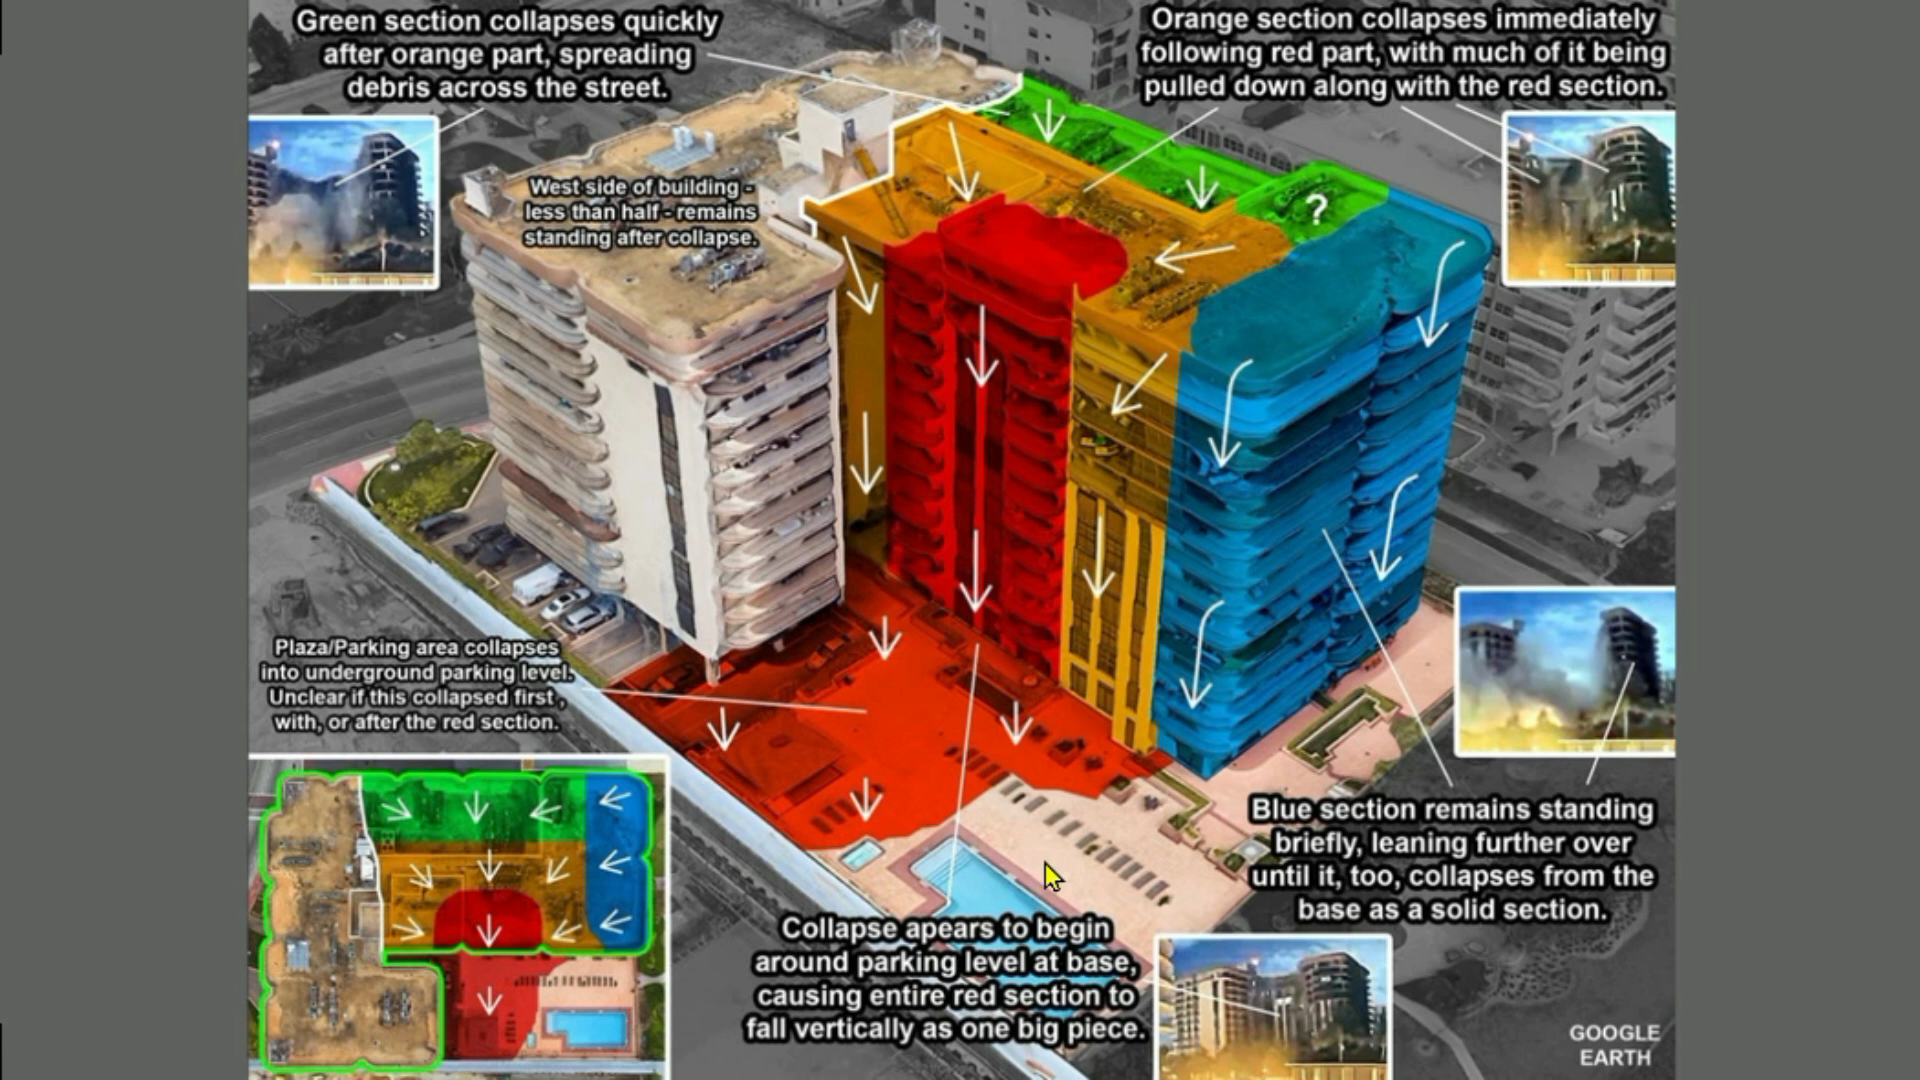 Green section collapses quickly
after orange part, spreading
debris across the street.
Orange section collapses immediately
following red part, with much of it being
pulled down along with the red section.
West side of building -
less than half - remains
standing after collapse.
?
Plaza/Parking area collapses
into underground parking level.
Unclear if this collapsed first,
with, or after the red section.
Blue section remains standing
briefly, leaning further over
until it, too, collapses from the
base as a solid section.
Collapse apears to begin
around parking level at base,
causing entire red section to
fall vertically as one big piece.
GOOGLE
EARTH